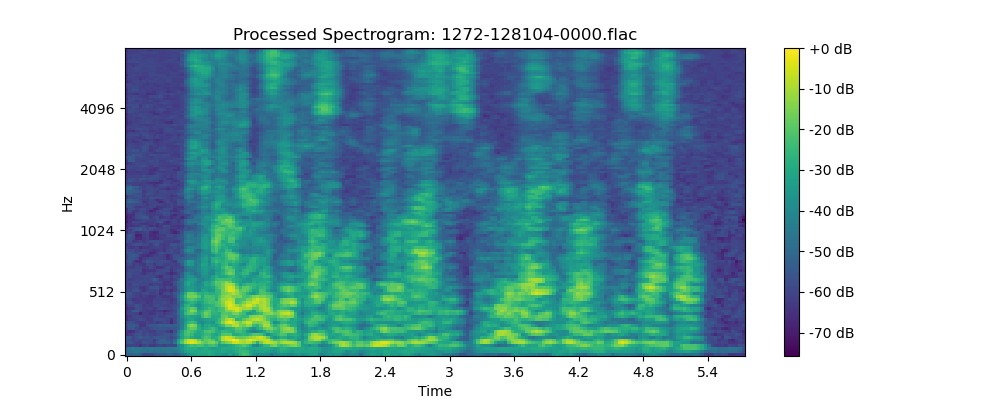 Processed Spectrogram: 1272-128104-0000.flac
4096
2048
1024
512
0
Hz
0 0.6 1.2 1.8 2.4 3 3.6 4.2 4.8 5.4
Time
+0 dB
-10 dB
-20 dB
-30 dB
-40 dB
-50 dB
-60 dB
-70 dB